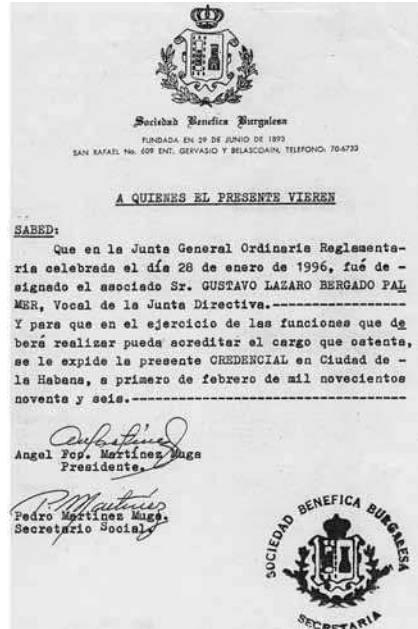 Sociedad Benefica Burgalesa
FUNDADA EN 29 DE JUNIO DE 1893
SAN RAFAEL No. 609 ENT. GERVASIO Y BELASCOAIN, TELEFONO: 70-6733
A QUIENES EL PRESENTE VIEREN
SABED:
Que en la Junta General Ordinaria Reglamenta-
ria celebrada el día 28 de enero de 1996, fué de -
signado el asociado Sr. GUSTAVO LAZARO BERGADO PAL
MER, Vocal de la Junta Directiva.-----------------
Y para que en el ejercicio de las funciones que de
berá realizar pueda acreditar el cargo que ostenta,
se le expide la presente CREDENCIAL en Ciudad de -
la Habana, a primero de febrero de mil novecientos
noventa y seis.-----------------------------------
Angel Fco. Martínez Muga
Presidente.
P. Martinez
Pedro Martínez Muga.
Secretario Social.
SOCIEDAD BENEFICA BURGALESA
SECRETARIA